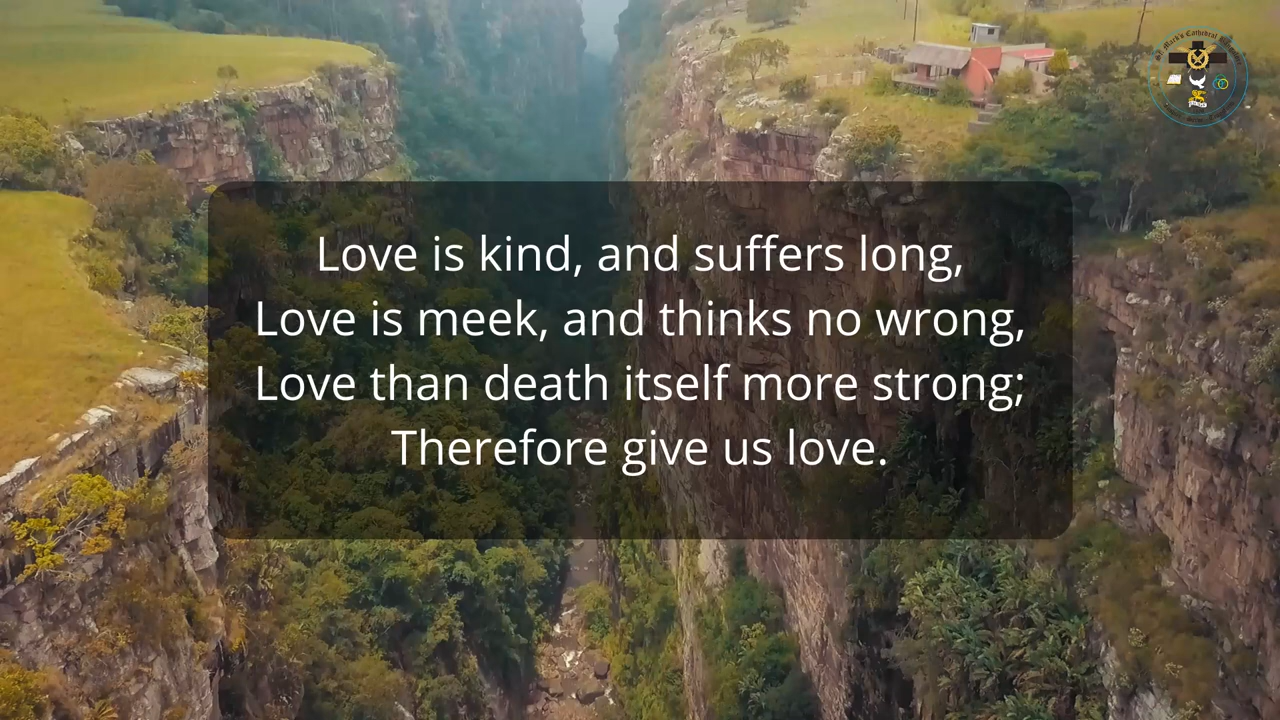 Love is kind, and suffers long,
Love is meek, and thinks no wrong,
Love than death itself more strong;
Therefore give us love.